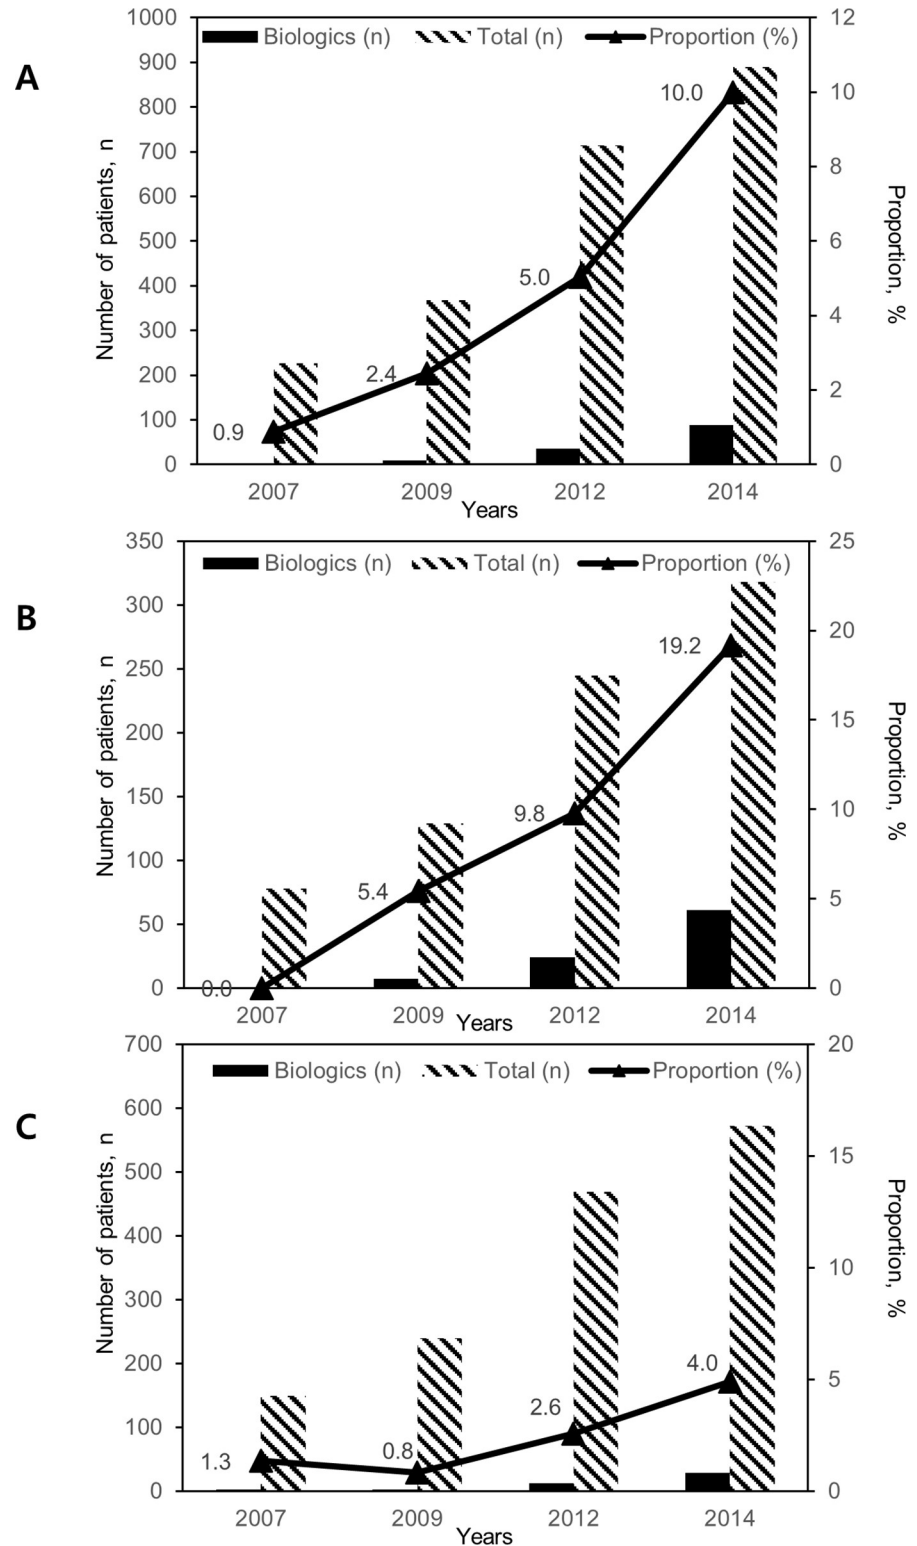 A
Biologics (n) Total (n) Proportion (%)
1000 12
900
800 10
700
600 8
500 6
400
300 4
200 2
100
0 0
10.0
5.0
2.4
0.9
Number of patients, n
Proportion, %
2007 2009 2012 2014
Years
B
Biologics (n) Total (n) Proportion (%)
350 25
300
250 20
200 15
150
100 10
50 5
0 0
19.2
9.8
5.4
0.0
Number of patients, n
Proportion, %
2007 2009 2012 2014
Years
C
Biologics (n) Total (n) Proportion (%)
700 20
600
500 15
400
300 10
200
100 5
0 0
4.0
2.6
0.8
1.3
Number of patients, n
Proportion, %
2007 2009 2012 2014
Years